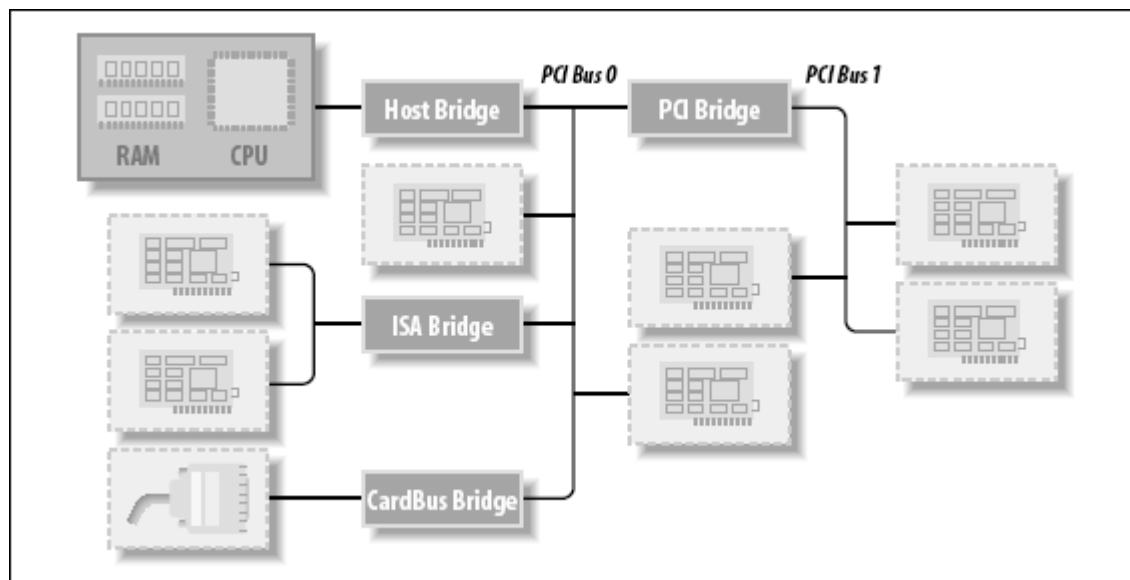 PCI Bus 0
PCI Bus 1
Host Bridge
PCI Bridge
RAM
CPU
ISA Bridge
CardBus Bridge